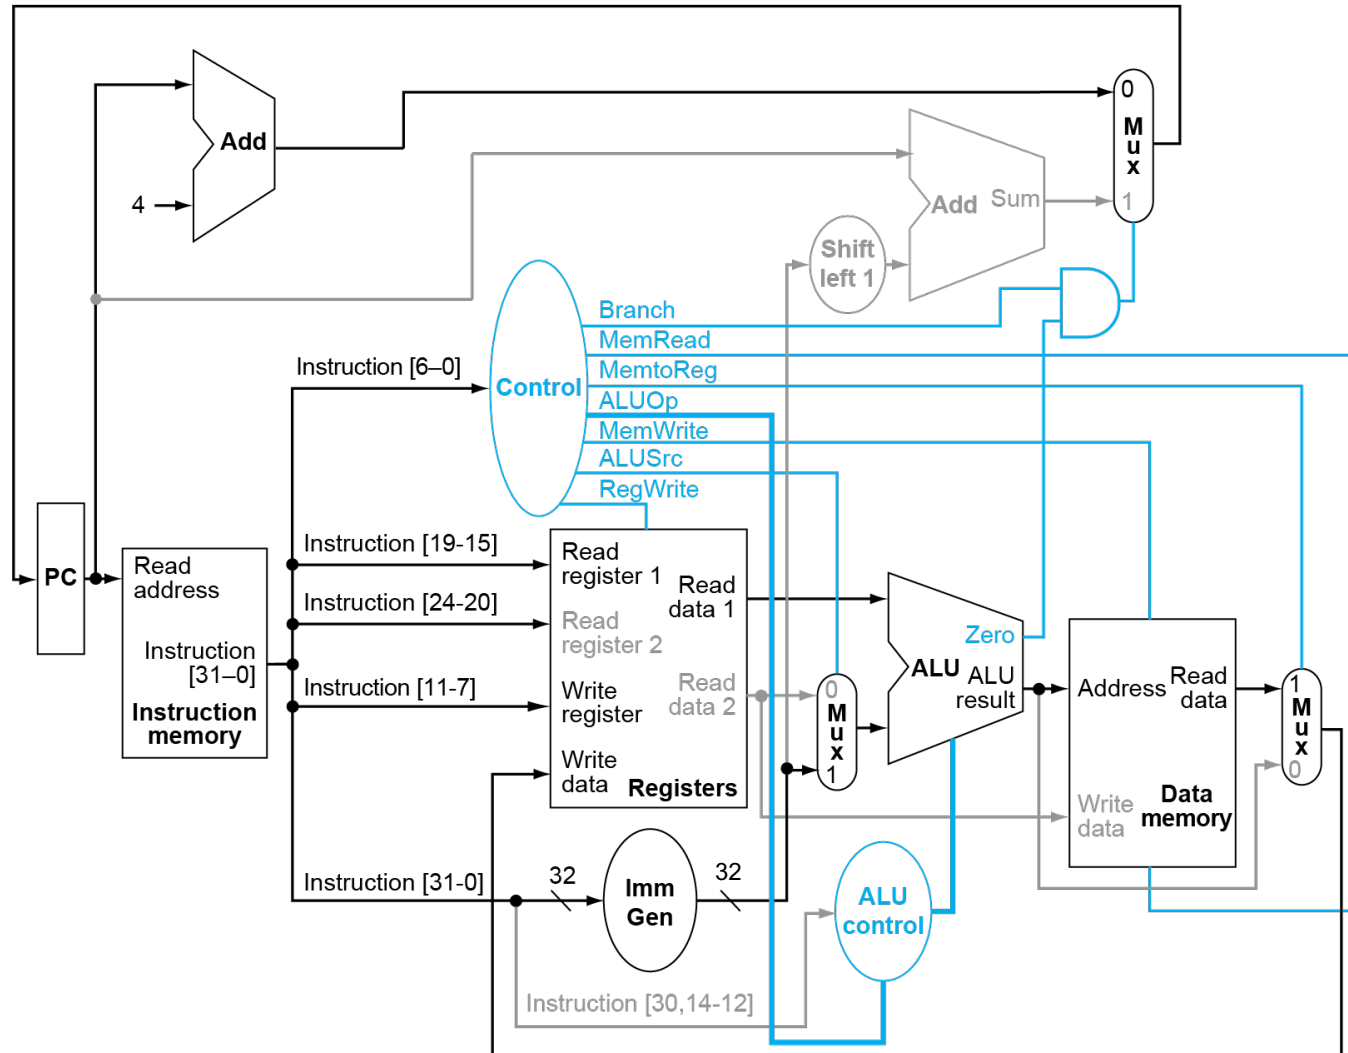 0
Mux
1
Add
4
Add
Sum
Shift
left 1
Branch
MemRead
MemtoReg
ALUOp
MemWrite
ALUSrc
RegWrite
Control
Instruction [6–0]
Instruction [19-15]
Instruction [24-20]
Instruction [11-7]
Instruction [31-0]
PC
Read
address
Instruction
[31–0]
Instruction
memory
Read
register 1
Read
register 2
Write
register
Write
data
Read
data 1
Read
data 2
Registers
0
Mux
1
Zero
ALU
ALU
result
Address
Read
data
Write
data
Data
memory
1
Mux
0
32
Imm
Gen
32
ALU
control
Instruction [30,14-12]